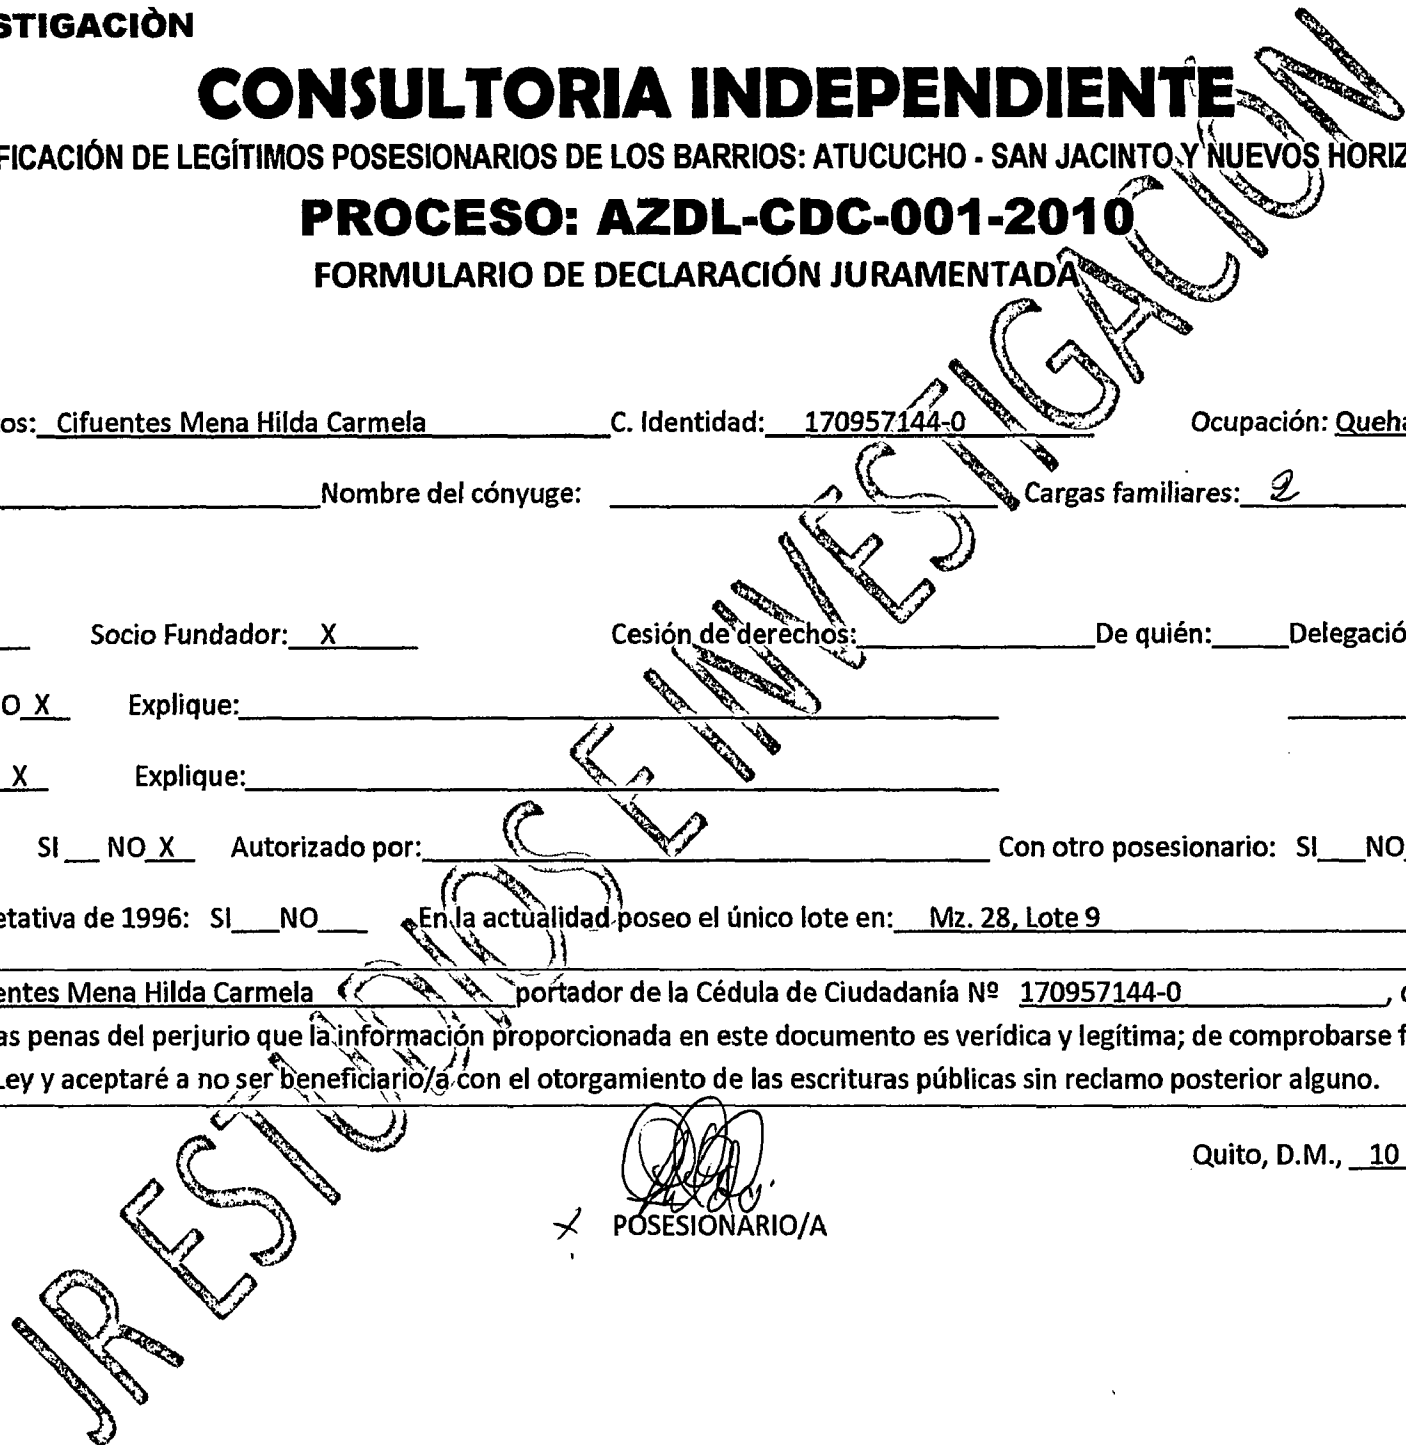 STIGACIÒN
CONSULTORIA INDEPENDIENTE
FICACIÓN DE LEGÍTIMOS POSESIONARIOS DE LOS BARRIOS: ATUCUCHO - SAN JACINTO Y NUEVOS HORIZ
PROCESO: AZDL-CDC-001-2010
FORMULARIO DE DECLARACIÓN JURAMENTADA
os: Cifuentes Mena Hilda Carmela C. Identidad: 170957144-0 Ocupación: Queha
Nombre del cónyuge: Cargas familiares: 2
Socio Fundador: X Cesión de derechos: De quién: Delegació
O X Explique:
X Explique:
SI NO X Autorizado por: Con otro posesionario: SI NO
etativa de 1996: SI NO En la actualidad poseo el único lote en: Mz. 28, Lote 9
entes Mena Hilda Carmela portador de la Cédula de Ciudadanía Nº 170957144-0 ,
as penas del perjurio que la información proporcionada en este documento es verídica y legítima; de comprobarse f
Ley y aceptaré a no ser beneficiario/a con el otorgamiento de las escrituras públicas sin reclamo posterior alguno.
Quito, D.M., 10
X POSESIONARIO/A
JR ESTUDIOS E INVESTIGACION